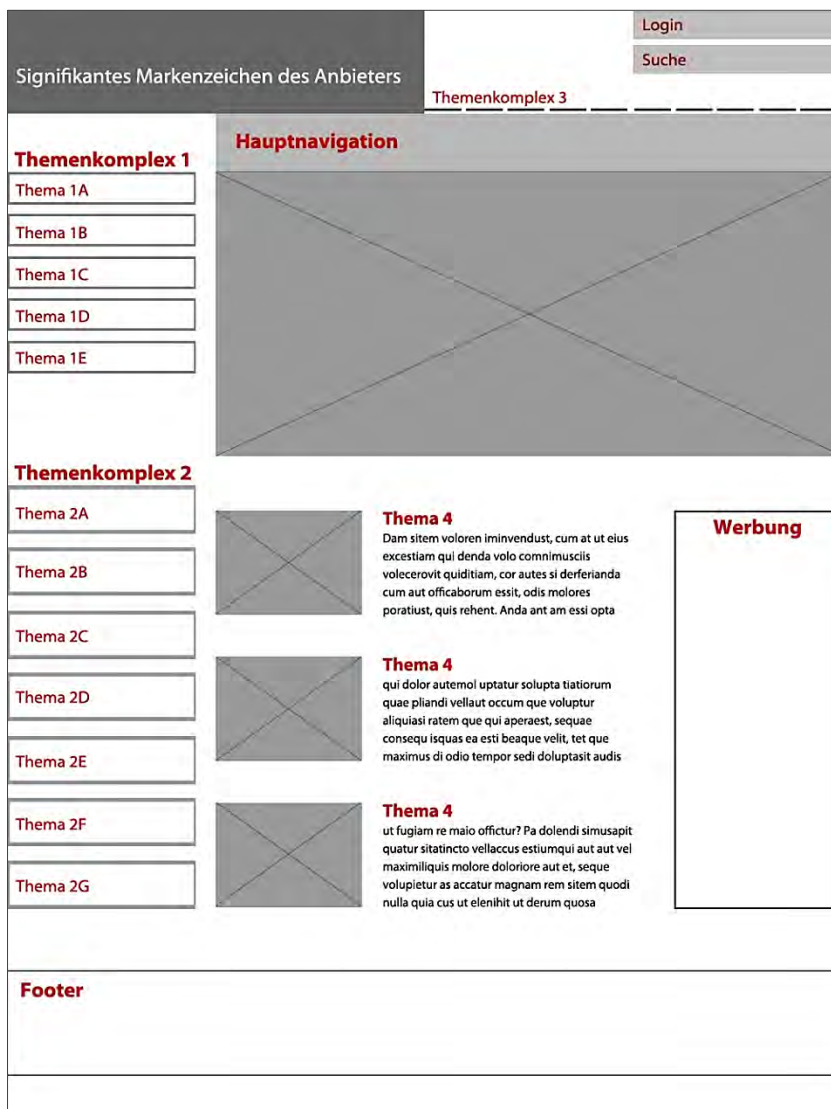 Signifikantes Markenzeichen des Anbieters
Login
Suche
Themenkomplex 3
Hauptnavigation
Themenkomplex 1
Thema 1A
Thema 1B
Thema 1C
Thema 1D
Thema 1E
Themenkomplex 2
Thema 2A
Thema 2B
Thema 2C
Thema 2D
Thema 2E
Thema 2F
Thema 2G
Thema 4
Dam sitem voloren iminvendust, cum at ut eius
excestiam qui denda volo comnimusciis
volecerovit quiditiam, cor autes si derferianda
cum aut officaborum essit, odis molores
poratiust, quis rehent. Anda ant am essi opta
Thema 4
qui dolor autemol uptatur solupta tiatiorum
quae pliandi vellaut occum que voluptur
aliquiasi ratem que qui aperaest, sequae
consequ isquas ea esti beaque velit, tet que
maximus di odio tempor sedi doluptasit audis
Thema 4
ut fugiam re maio offictur? Pa dolendi simusapit
quatur sitatincto vellaccus estiumqui aut aut vel
maximiliquis molore doloriore aut et, seque
volupietur as accatur magnam rem sitem quodi
nulla quia cus ut elenihit ut derum quosa
Werbung
Footer